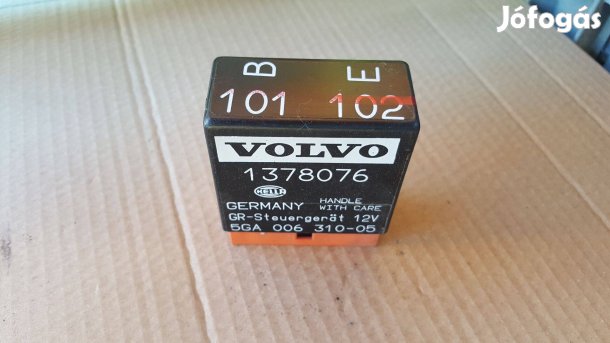 Jófogás
B E
101 102
VOLVO
1378076
HELLA
GERMANY HANDLE WITH CARE
GR-Steuergerät 12V
5GA 006 310-05